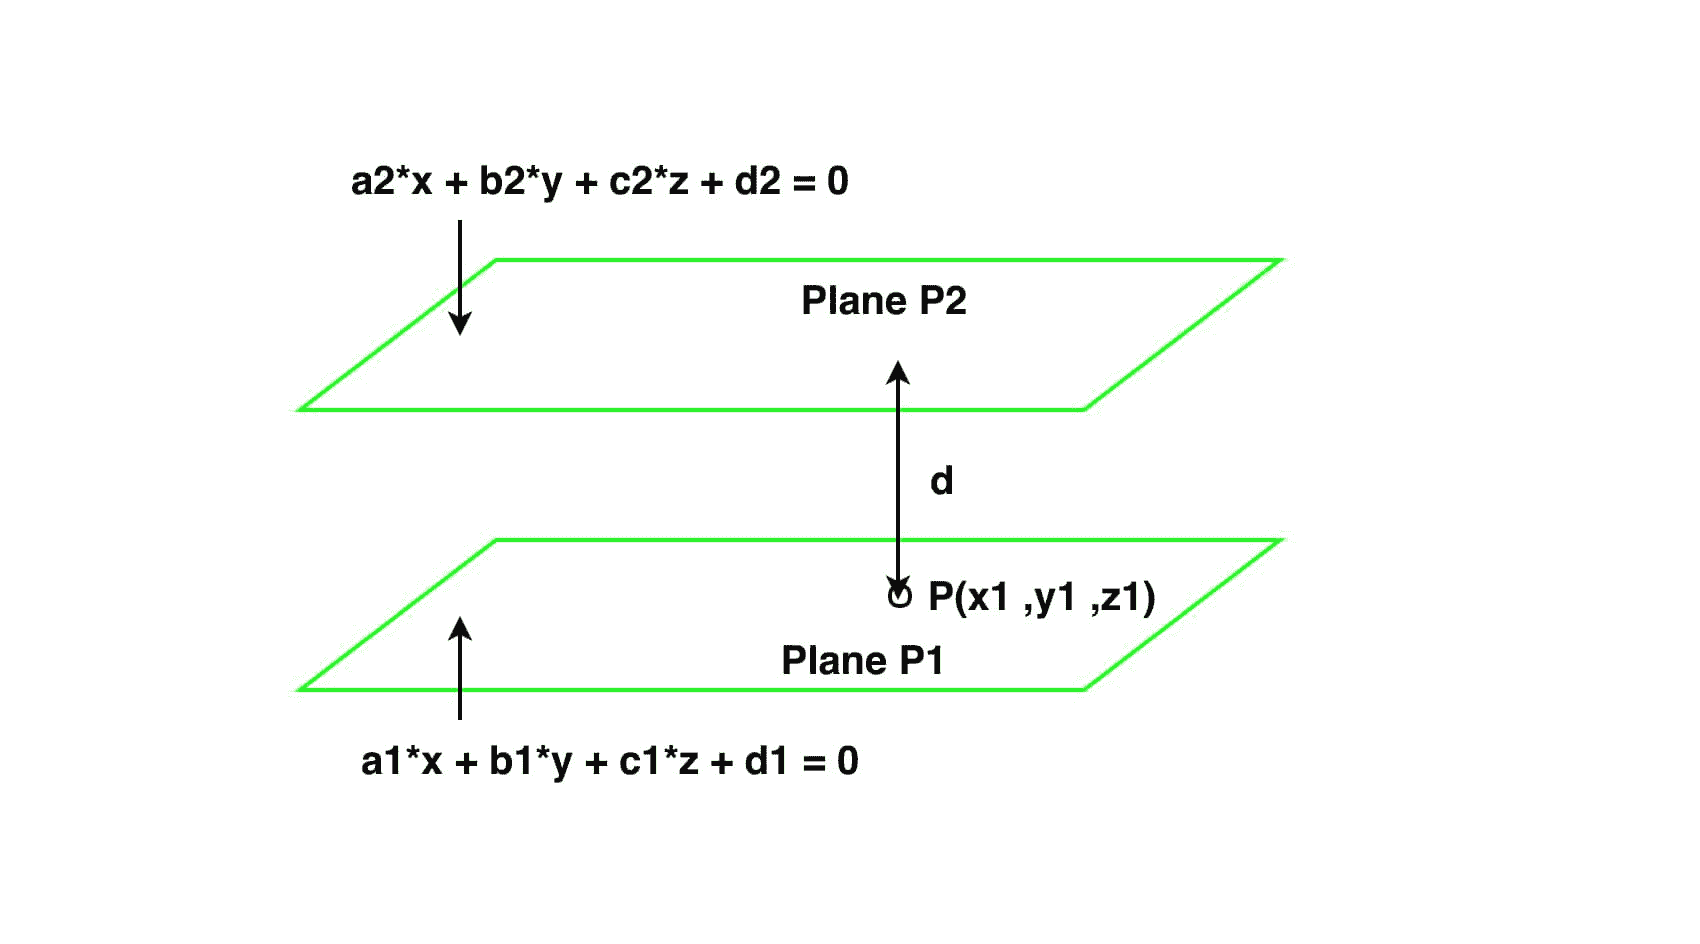 a2*x + b2*y + c2*z + d2 = 0
Plane P2
d
P(x1 ,y1 ,z1)
Plane P1
a1*x + b1*y + c1*z + d1 = 0